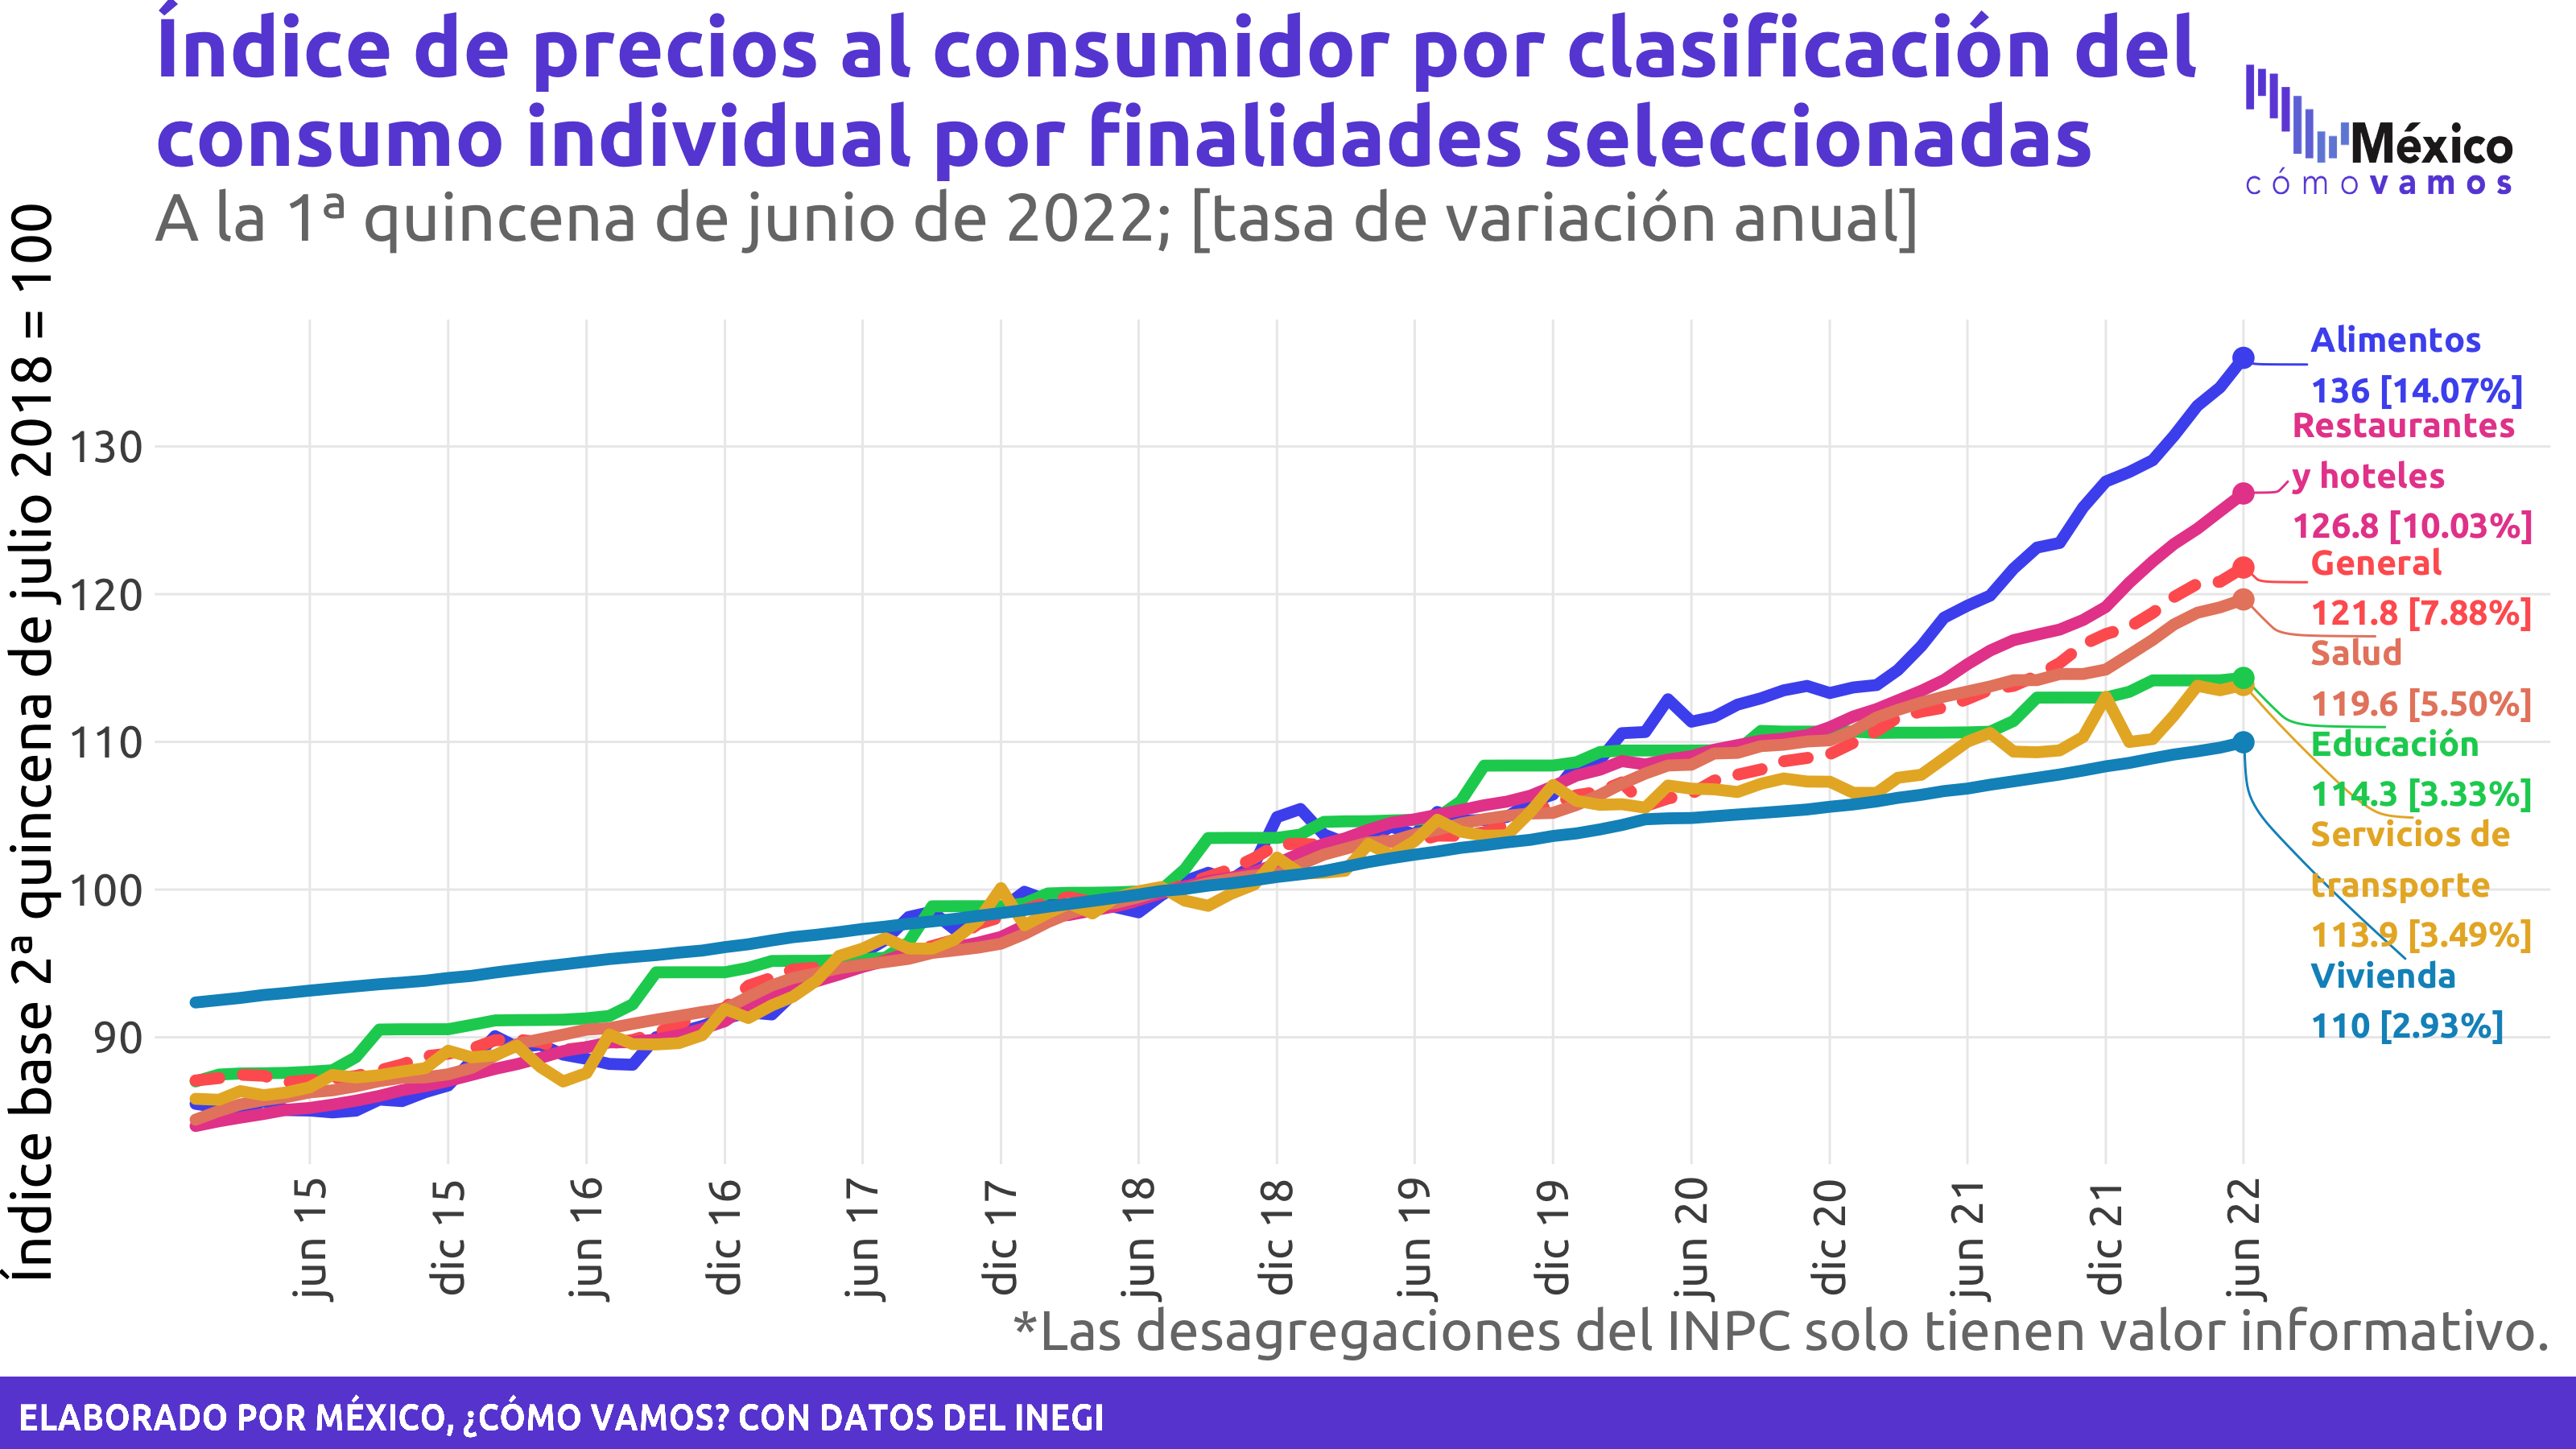 Índice de precios al consumidor por clasificación del
consumo individual por finalidades seleccionadas
A la 1ª quincena de junio de 2022; [tasa de variación anual]
México
cómo vamos
Índice base 2ª quincena de julio 2018 = 100
130
120
110
100
90
Alimentos
136 [14.07%]
Restaurantes
y hoteles
126.8 [10.03%]
General
121.8 [7.88%]
Salud
119.6 [5.50%]
Educación
114.3 [3.33%]
Servicios de
transporte
113.9 [3.49%]
Vivienda
110 [2.93%]
jun 15
dic 15
jun 16
dic 16
jun 17
dic 17
jun 18
dic 18
jun 19
dic 19
jun 20
dic 20
jun 21
dic 21
jun 22
*Las desagregaciones del INPC solo tienen valor informativo.
ELABORADO POR MÉXICO, ¿CÓMO VAMOS? CON DATOS DEL INEGI